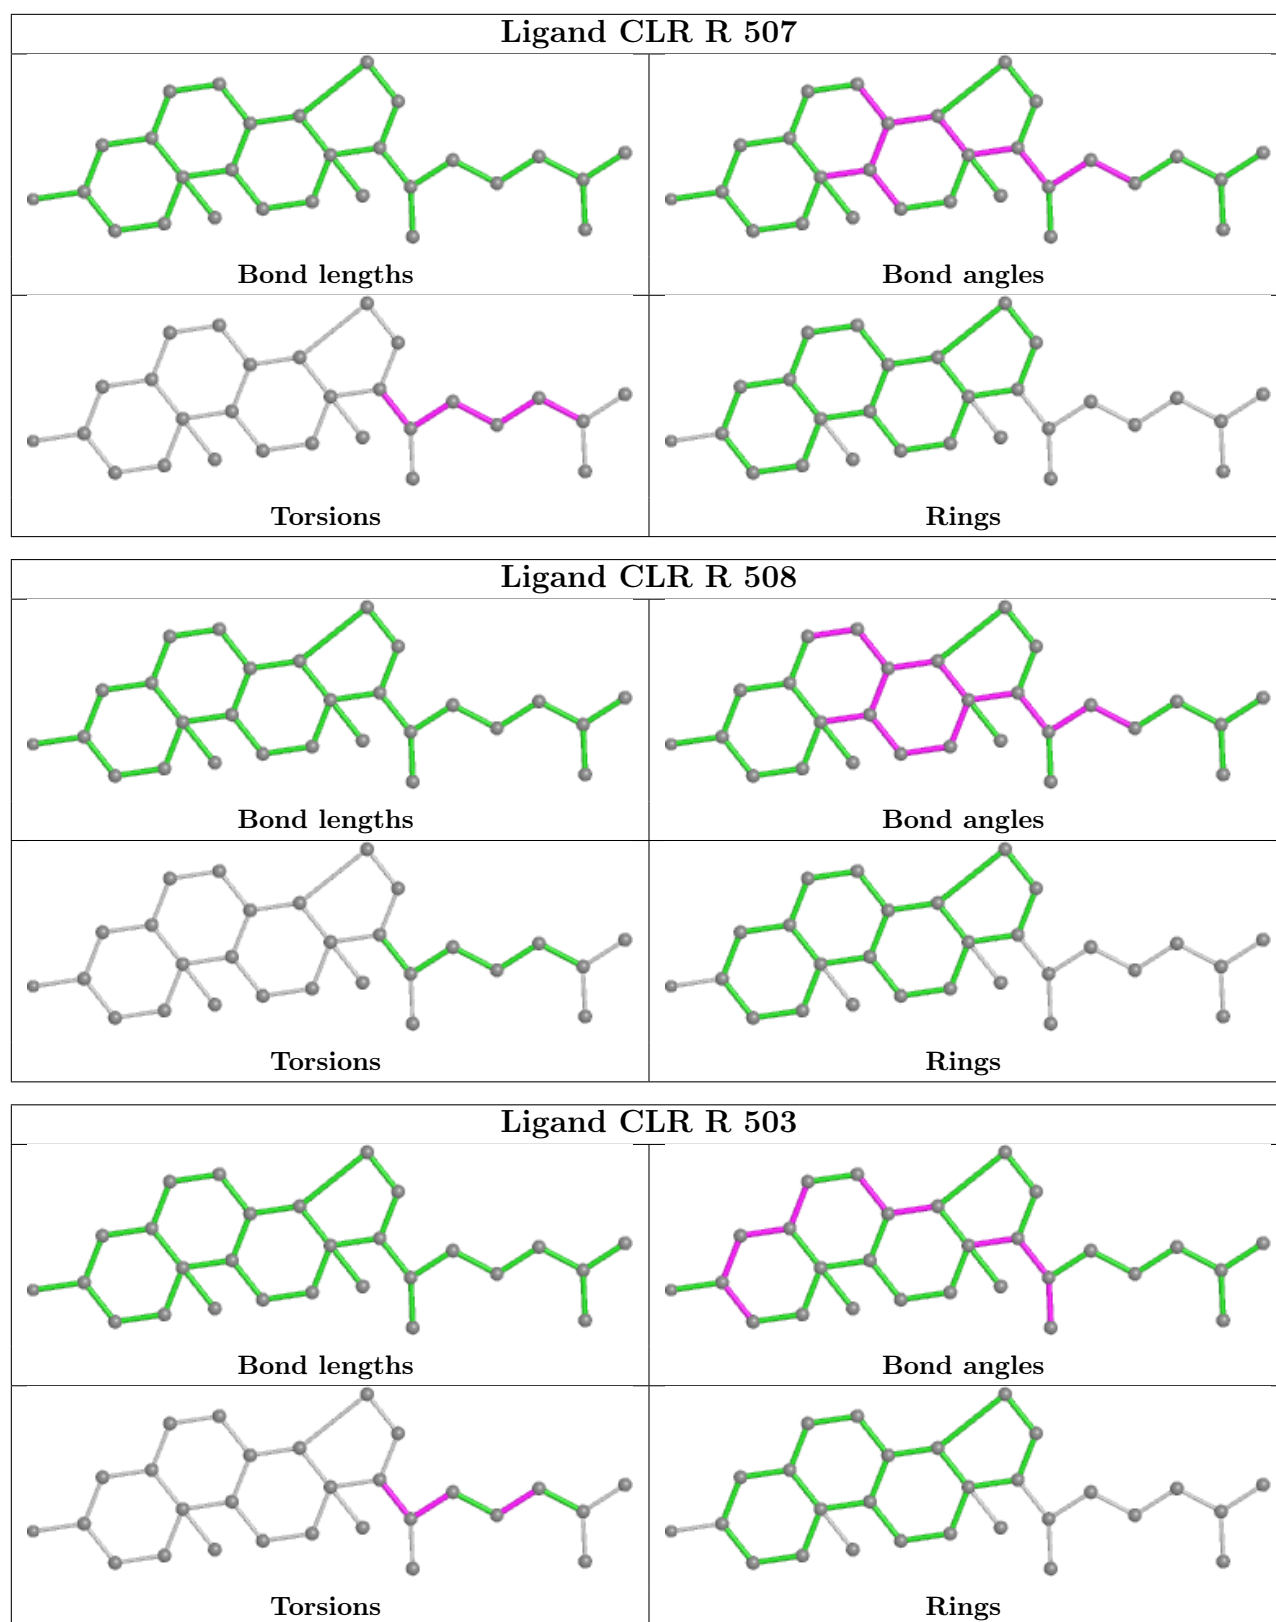 Ligand CLR R 507
Bond lengths
Bond angles
Torsions
Rings
Ligand CLR R 508
Bond lengths
Bond angles
Torsions
Rings
Ligand CLR R 503
Bond lengths
Bond angles
Torsions
Rings